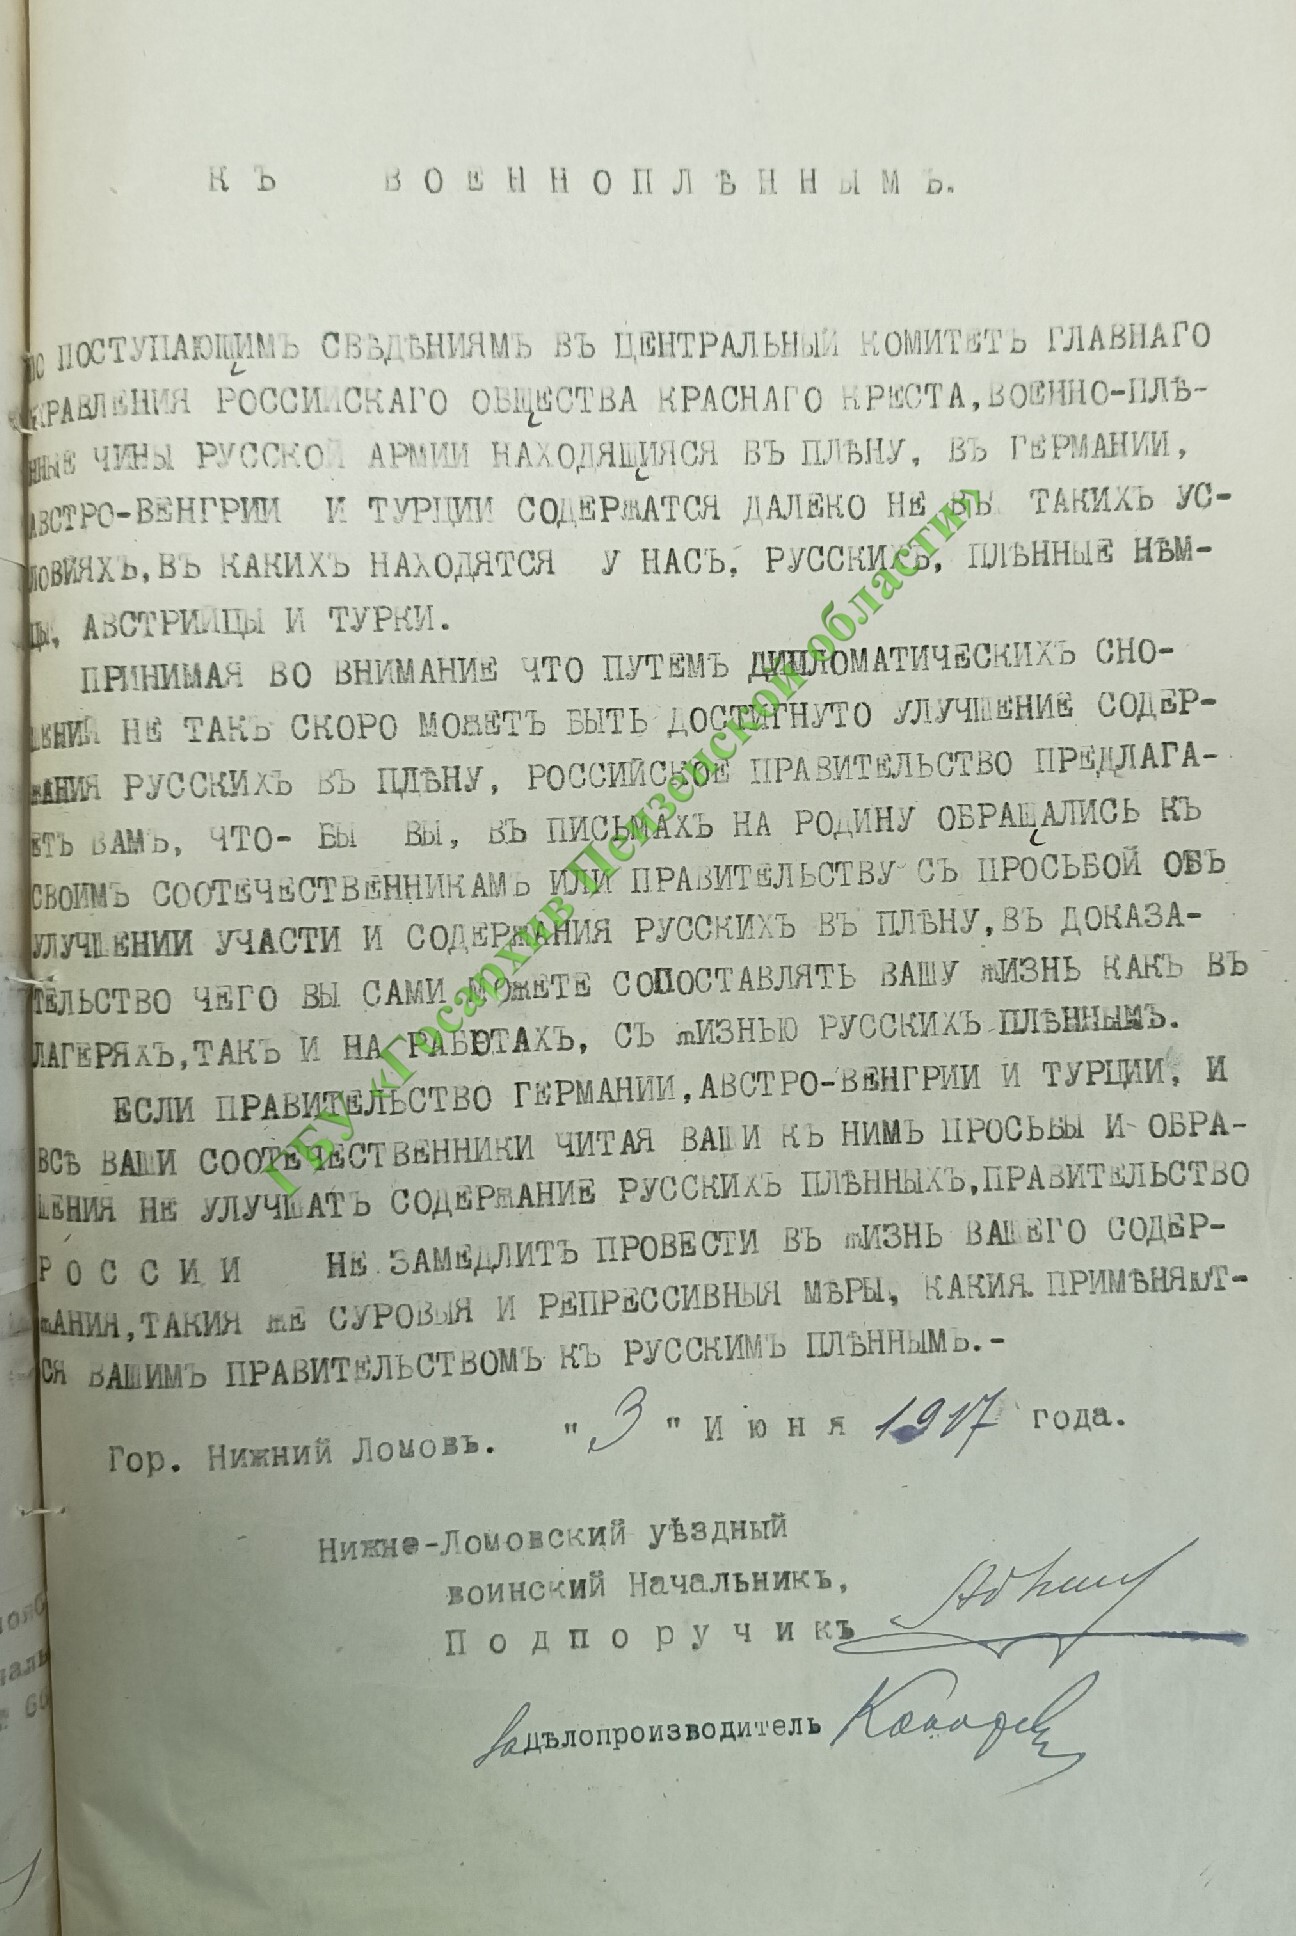 КЪ ВОЕННОПЛѢННЫМЪ.
ПО ПОСТУПАЮЩИМЪ СВѢДѢНИЯМЪ ВЪ ЦЕНТРАЛЬНЫЙ КОМИТЕТЪ ГЛАВНАГО
УПРАВЛЕНИЯ РОССИЙСКАГО ОБЩЕСТВА КРАСНАГО КРЕСТА, ВОЕННО-ПЛѢ-
ННЫЕ ЧИНЫ РУССКОЙ АРМИИ НАХОДЯЩИЯСЯ ВЪ ПЛѢНУ, ВЪ ГЕРМАНИИ,
АВСТРО-ВЕНГРИИ И ТУРЦИИ СОДЕРЖАТСЯ ДАЛЕКО НЕ ВЪ ТАКИХЪ УС-
ЛОВИЯХЪ, ВЪ КАКИХЪ НАХОДЯТСЯ У НАСЪ, РУССКИХЪ, ПЛѢННЫЕ НѢМ-
ЦЫ, АВСТРИЙЦЫ И ТУРКИ.
ПРИНИМАЯ ВО ВНИМАНИЕ ЧТО ПУТЕМЪ ДИПЛОМАТИЧЕСКИХЪ СНО-
ШЕНИЙ НЕ ТАКЪ СКОРО МОЖЕТЪ БЫТЬ ДОСТИГНУТО УЛУЧШЕНИЕ СОДЕР-
ЖАНИЯ РУССКИХЪ ВЪ ПЛѢНУ, РОССИЙСКОЕ ПРАВИТЕЛЬСТВО ПРЕДЛАГА-
ЕТЪ ВАМЪ, ЧТО- БЫ ВЫ, ВЪ ПИСЬМАХЪ НА РОДИНУ ОБРАЩАЛИСЬ КЪ
СВОИМЪ СООТЕЧЕСТВЕННИКАМЪ ИЛИ ПРАВИТЕЛЬСТВУ СЪ ПРОСЬБОЙ ОБЪ
УЛУЧШЕНИИ УЧАСТИ И СОДЕРЖАНИЯ РУССКИХЪ ВЪ ПЛѢНУ, ВЪ ДОКАЗА-
ТЕЛЬСТВО ЧЕГО ВЫ САМИ МОЖЕТЕ СОПОСТАВЛЯТЬ ВАШУ ЖИЗНЬ КАКЪ ВЪ
ЛАГЕРЯХЪ, ТАКЪ И НА РАБОТАХЪ, СЪ ЖИЗНЬЮ РУССКИХЪ ПЛѢННЫМЪ.
ЕСЛИ ПРАВИТЕЛЬСТВО ГЕРМАНИИ, АВСТРО-ВЕНГРИИ И ТУРЦИИ, И
ВСѢ ВАШИ СООТЕЧЕСТВЕННИКИ ЧИТАЯ ВАШИ КЪ НИМЪ ПРОСЬБЫ И ОБРА-
ЩЕНИЯ НЕ УЛУЧШАТЪ СОДЕРЖАНИЕ РУССКИХЪ ПЛѢННЫХЪ, ПРАВИТЕЛЬСТВО
РОССИИ НЕ ЗАМЕДЛИТЪ ПРОВЕСТИ ВЪ ЖИЗНЬ ВАШЕГО СОДЕР-
ЖАНИЯ, ТАКИЯ ЖЕ СУРОВЫЯ И РЕПРЕССИВНЫЯ МѢРЫ, КАКИЯ ПРИМѢНЯЮТ-
СЯ ВАШИМЪ ПРАВИТЕЛЬСТВОМЪ КЪ РУССКИМЪ ПЛѢННЫМЪ.-
Гор. Нижний Ломовъ. "3" Июня 1917 года.
Нижне-Ломовский уѣздный
воинский Начальникъ,
Подпоручикъ
За дѣлопроизводитель
ГБУ «Госархив Пензенской области»